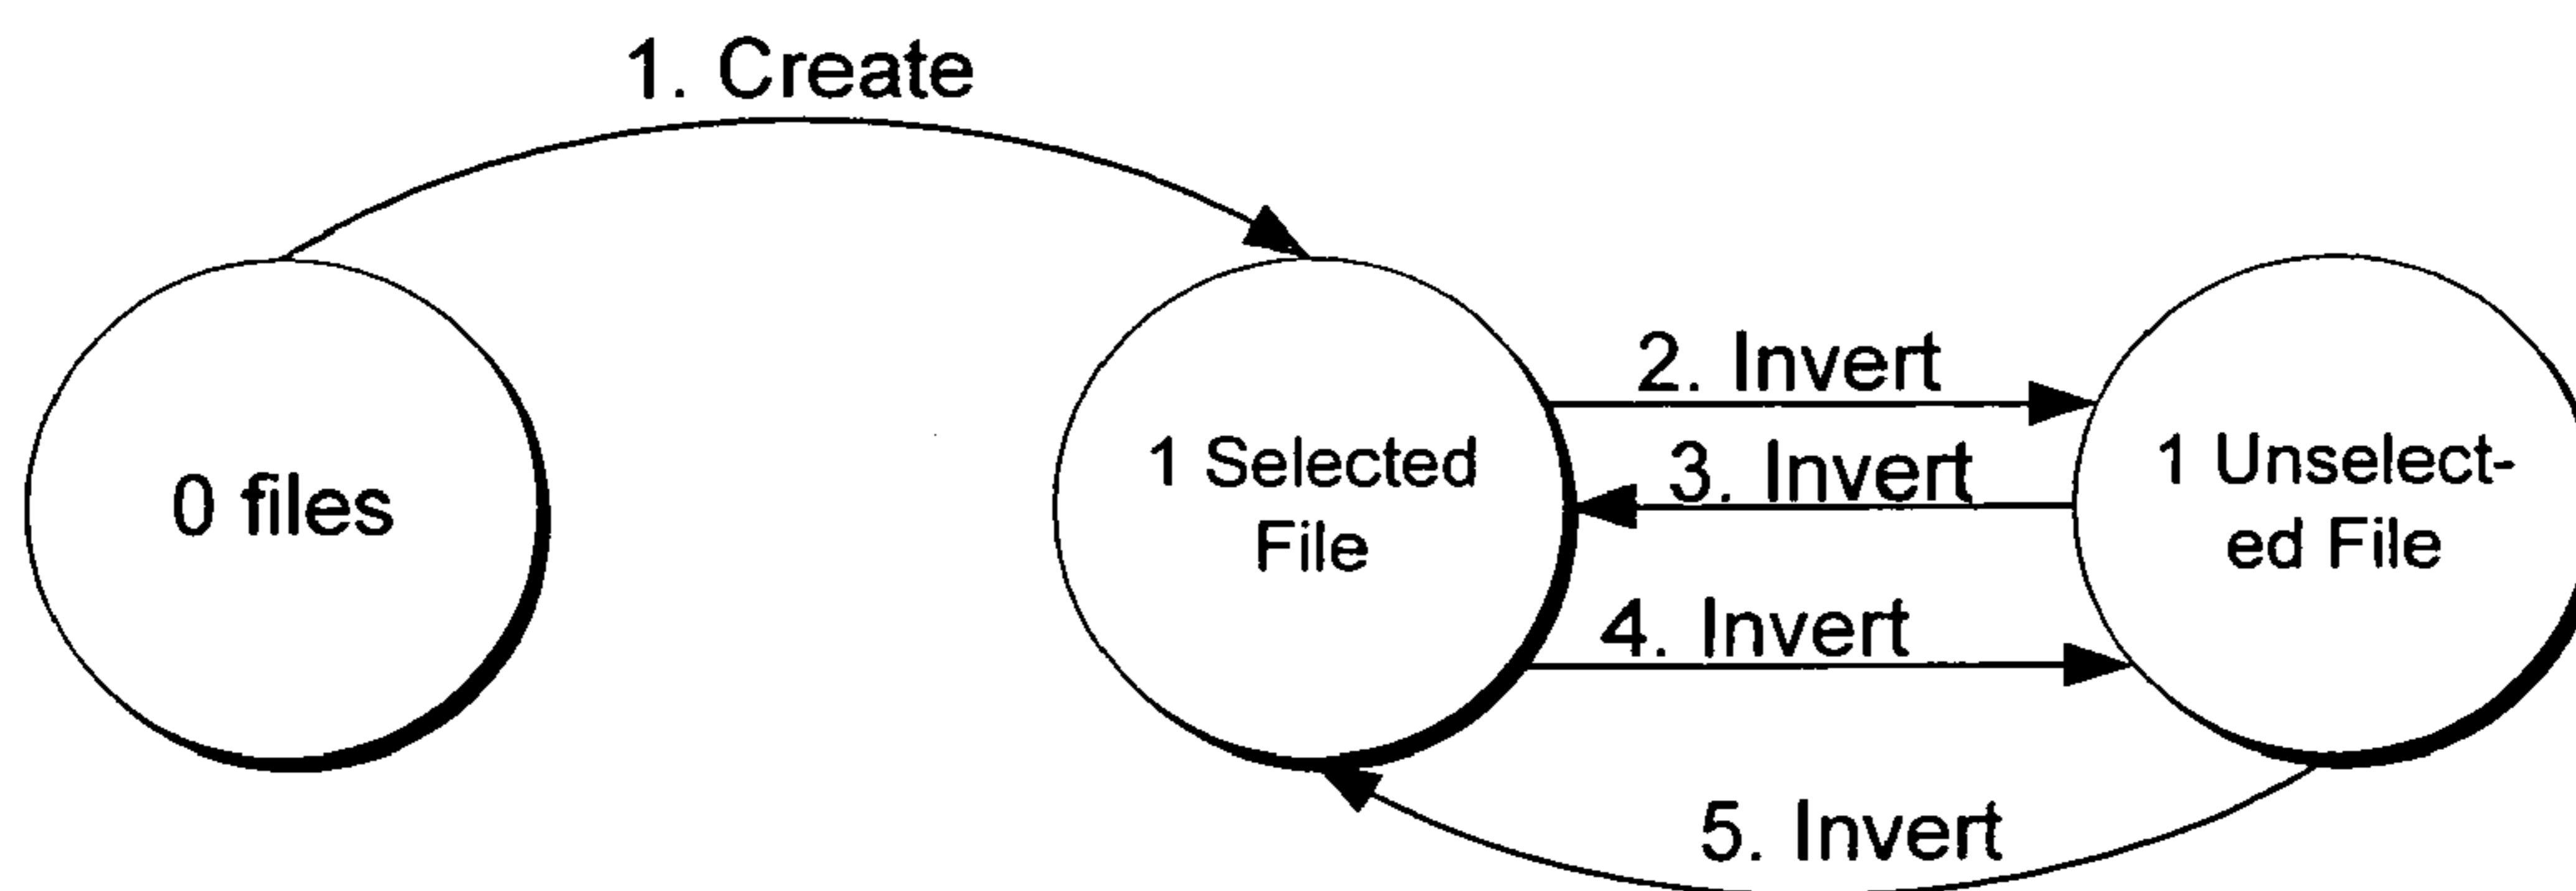 1. Create
0 files
1 Selected
File
2. Invert
3. Invert
4. Invert
5. Invert
1 Unselect-
ed File